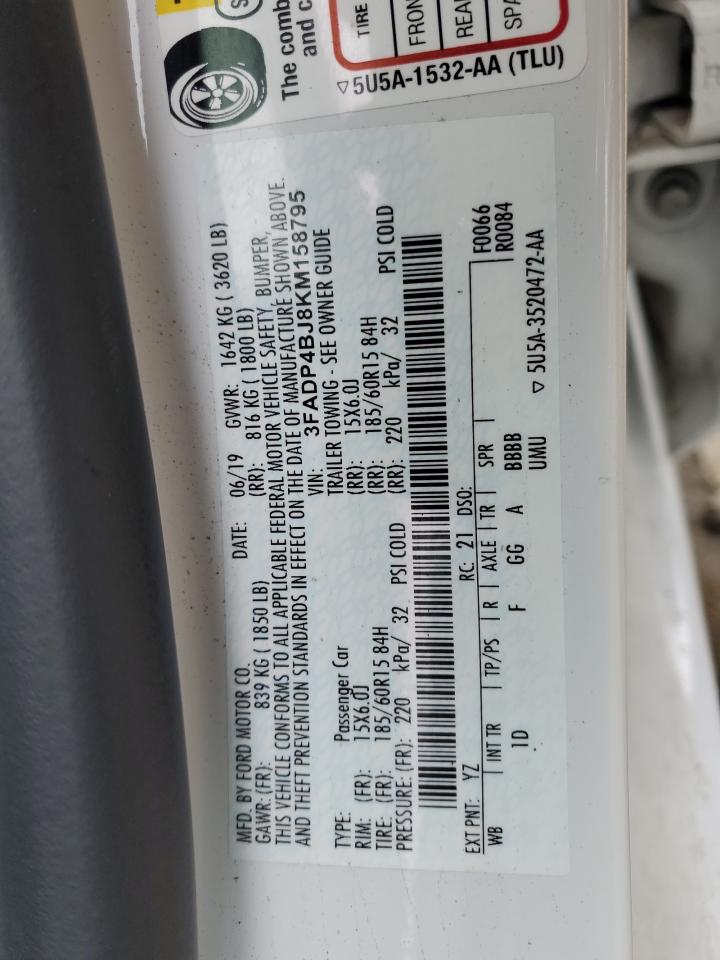 The comb
and c
TIRE
FRON
REA
SPA
▽5U5A-1532-AA (TLU)
MFD. BY FORD MOTOR CO. DATE: 06/19 GVWR: 1642 KG ( 3620 LB)
GAWR: (FR): 839 KG ( 1850 LB) (RR): 816 KG ( 1800 LB)
THIS VEHICLE CONFORMS TO ALL APPLICABLE FEDERAL MOTOR VEHICLE SAFETY, BUMPER,
AND THEFT PREVENTION STANDARDS IN EFFECT ON THE DATE OF MANUFACTURE SHOWN ABOVE.
VIN: 3FADP4BJ8KM158795
TYPE: Passenger Car TRAILER TOWING - SEE OWNER GUIDE
RIM: (FR): 15X6.0J (RR): 15X6.0J
TIRE: (FR): 185/60R15 84H (RR): 185/60R15 84H
PRESSURE: (FR): 220 kPa/ 32 PSI COLD (RR): 220 kPa/ 32 PSI COLD
EXT PNT: YZ RC: 21 DSO: F0066
R0084
WB INT TR TP/PS R AXLE TR SPR
1D F GG A BBBB
UMU
▽ 5U5A-3520472-AA